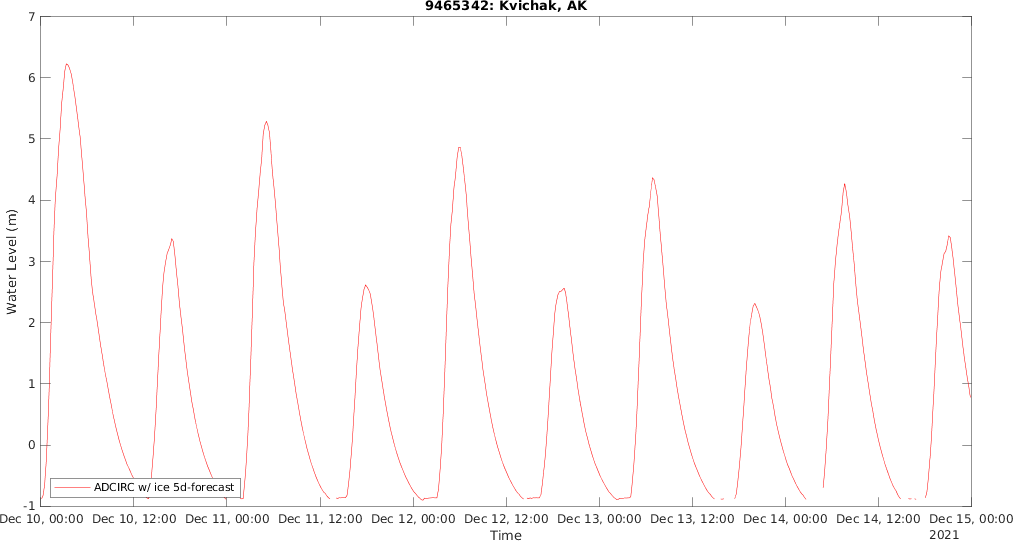 9465342: Kvichak, AK
7
6
5
4
3
2
1
0
-1
Water Level (m)
ADCIRC w/ ice 5d-forecast
Dec 10, 00:00 Dec 10, 12:00 Dec 11, 00:00 Dec 11, 12:00 Dec 12, 00:00 Dec 12, 12:00 Dec 13, 00:00 Dec 13, 12:00 Dec 14, 00:00 Dec 14, 12:00 Dec 15, 00:00
Time
2021